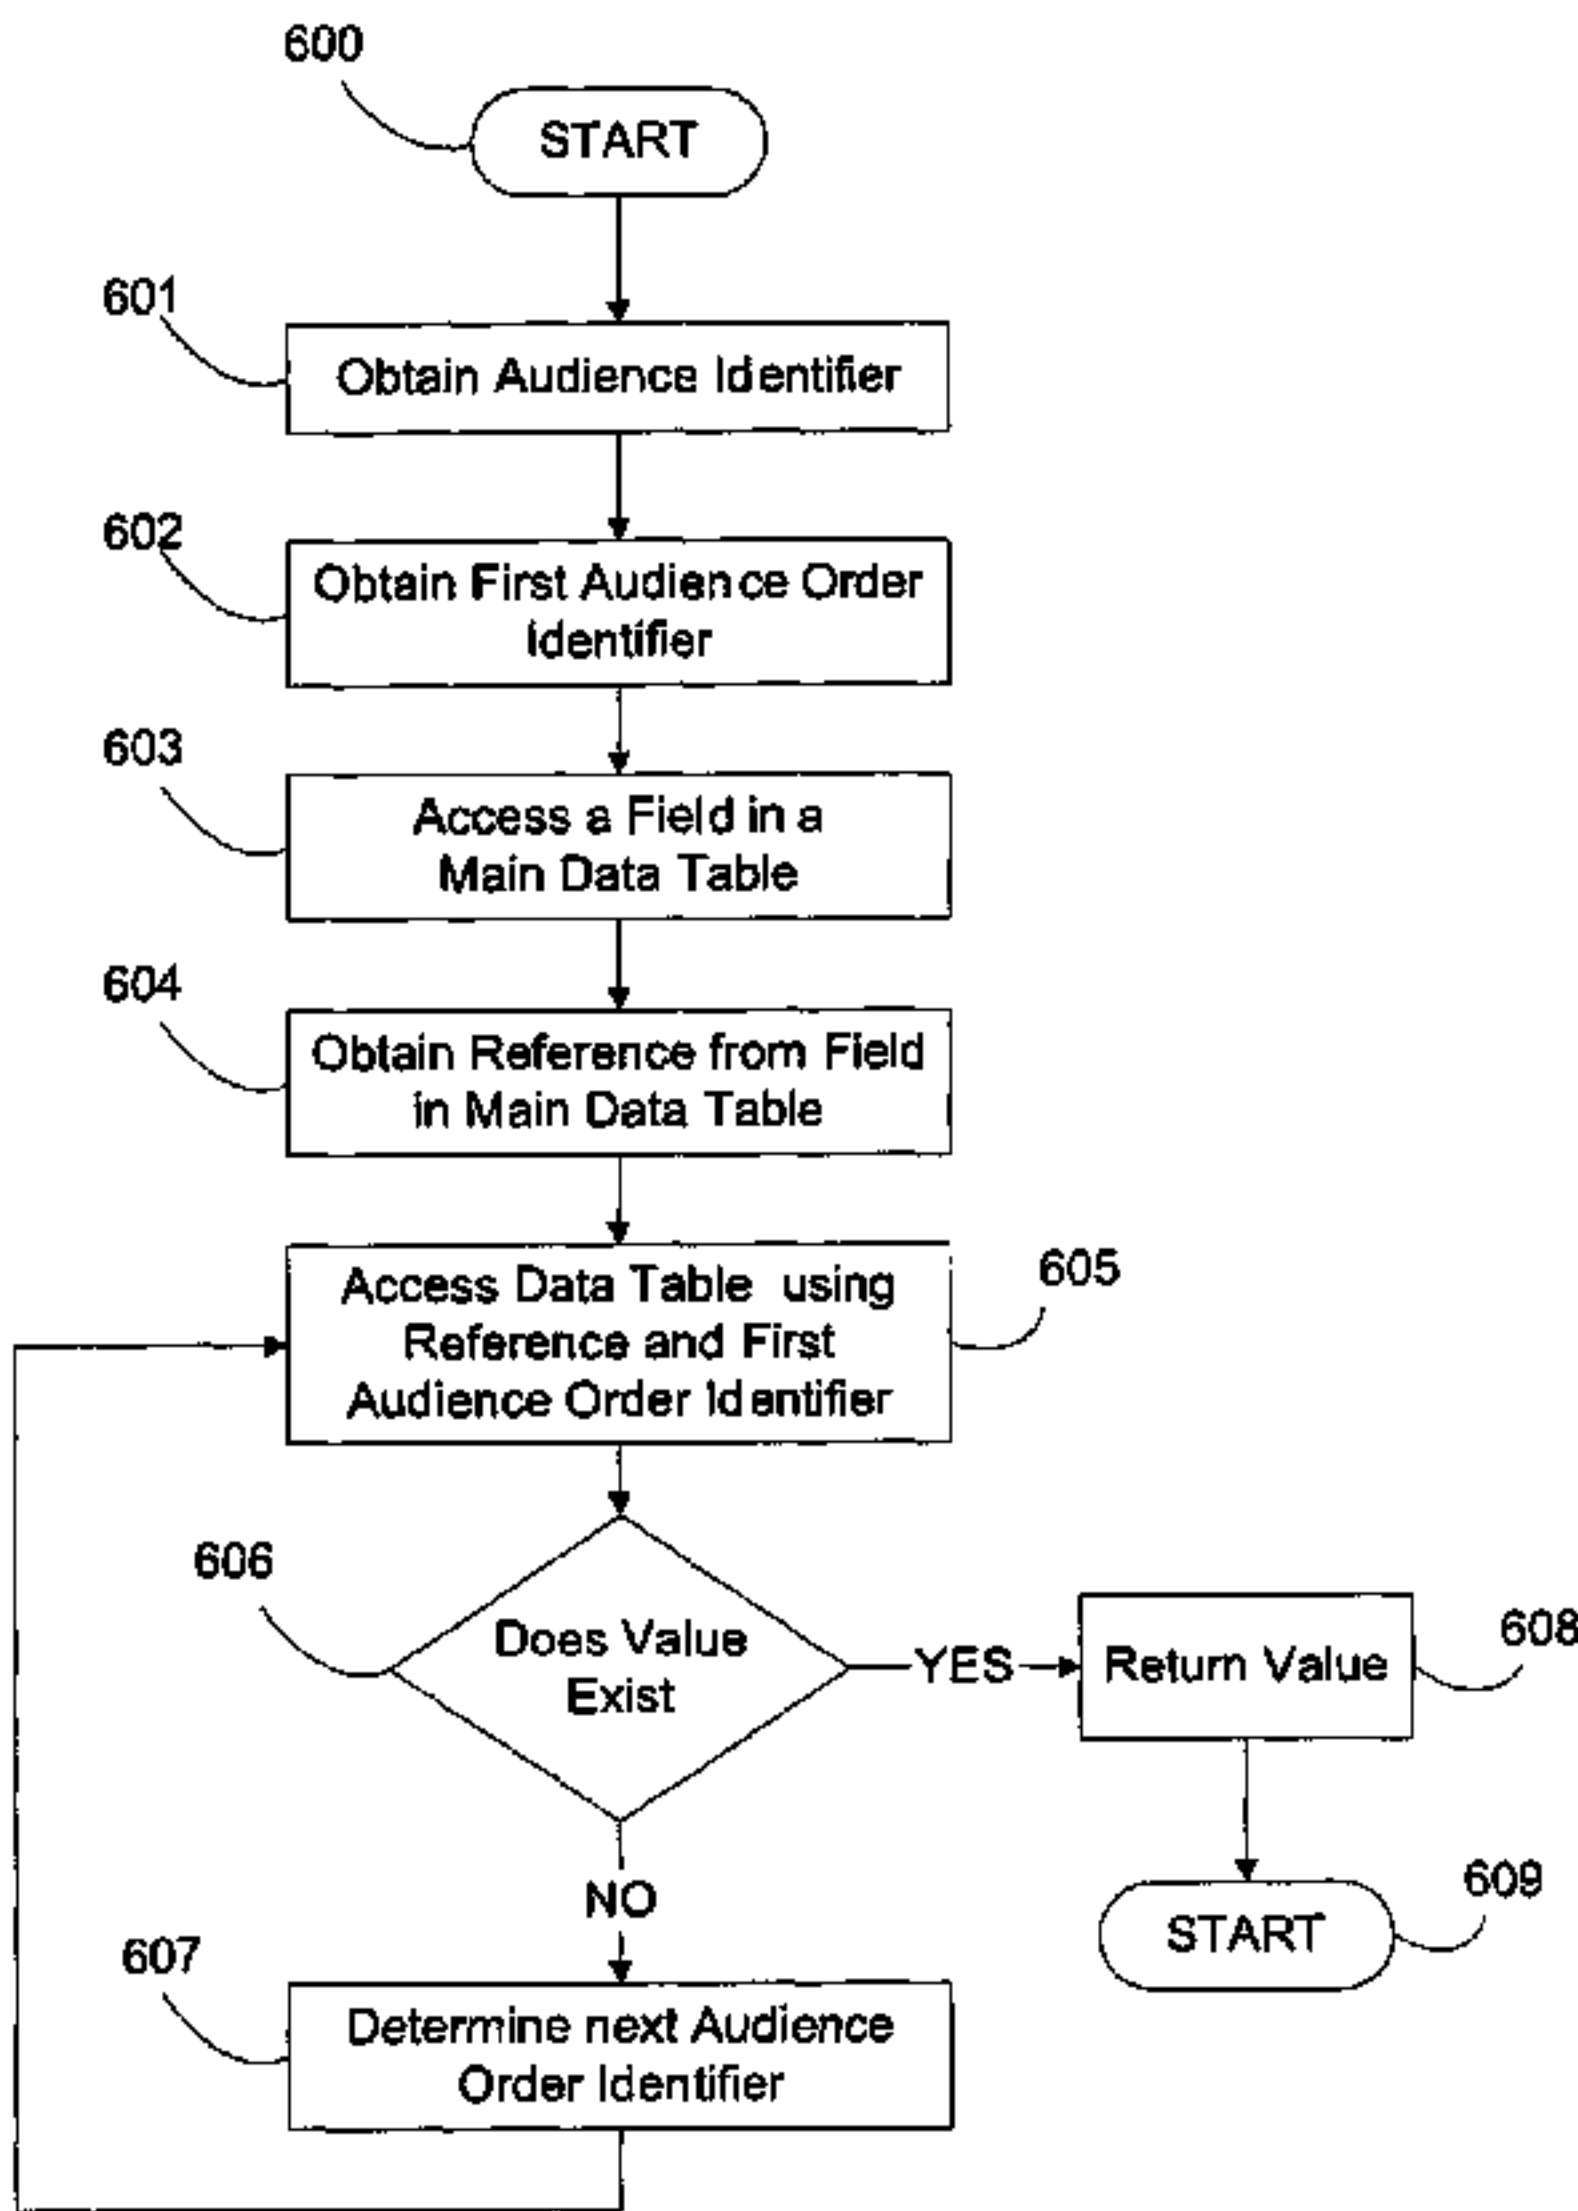 600
START
601
Obtain Audience Identifier
602
Obtain First Audience Order
Identifier
603
Access a Field in a
Main Data Table
604
Obtain Reference from Field
in Main Data Table
605
Access Data Table using
Reference and First
Audience Order Identifier
606
Does Value
Exist
YES
Return Value
608
NO
START
609
607
Determine next Audience
Order Identifier